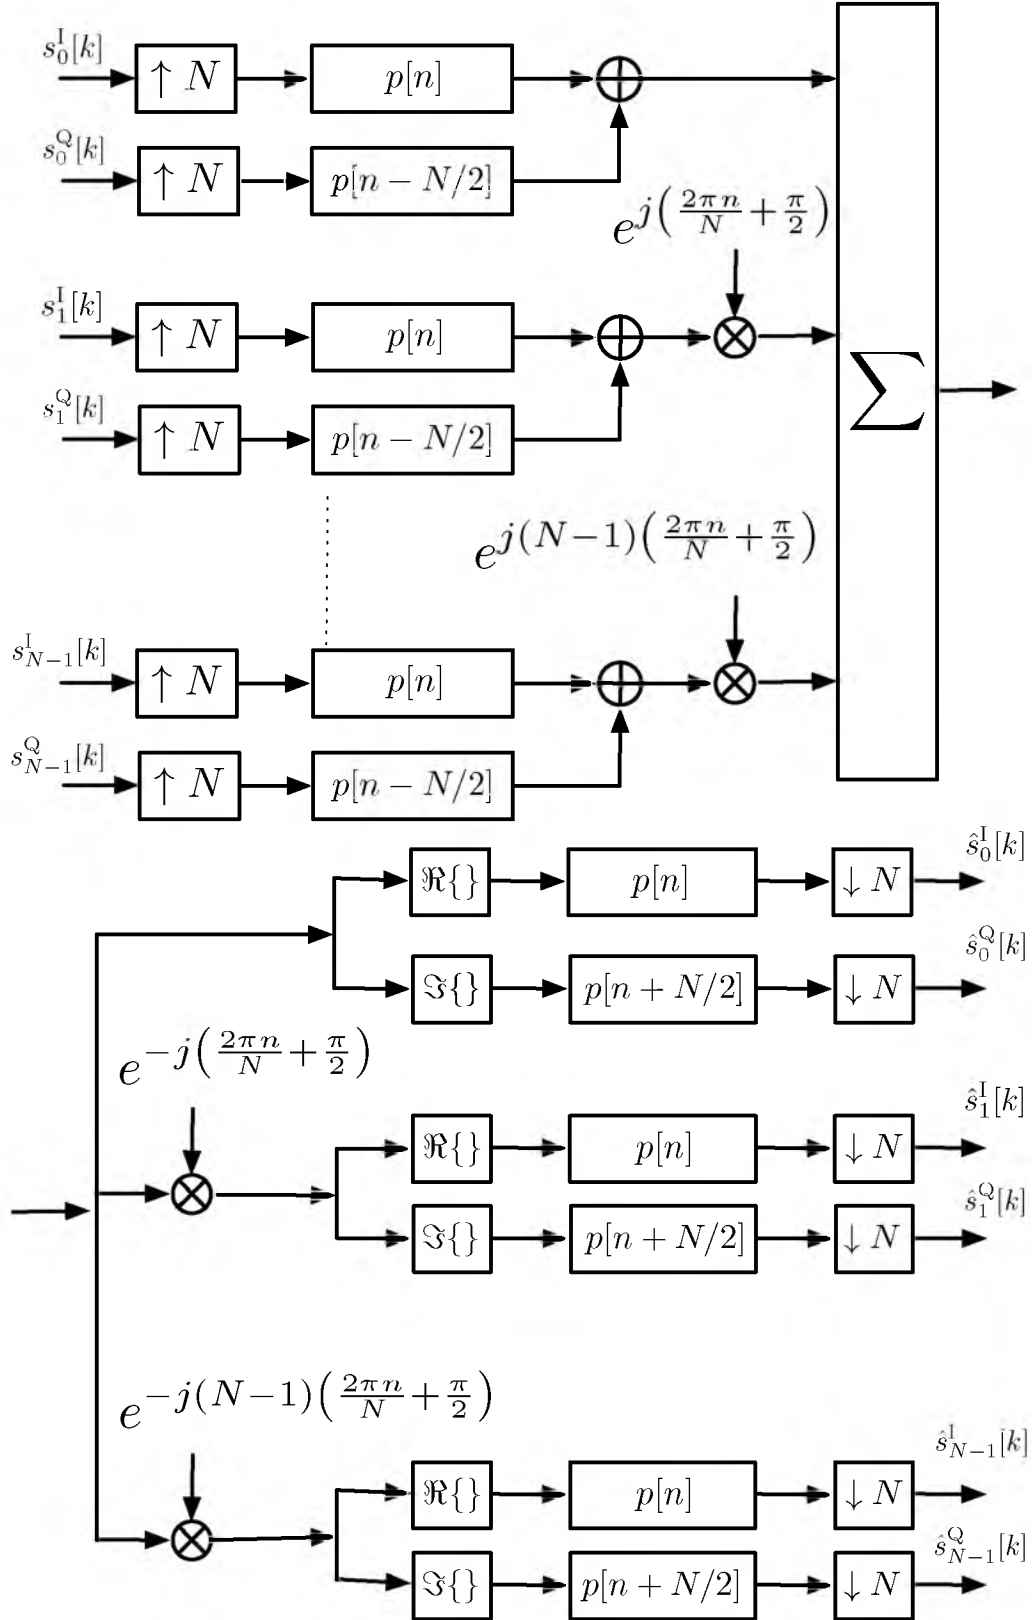 s_0^I[k]
↑ N
p[n]
s_0^Q[k]
↑ N
p[n − N/2]
e^{j(2πn/N + π/2)}
s_1^I[k]
↑ N
p[n]
s_1^Q[k]
↑ N
p[n − N/2]
∑
e^{j(N−1)(2πn/N + π/2)}
s_{N−1}^I[k]
↑ N
p[n]
s_{N−1}^Q[k]
↑ N
p[n − N/2]
ℜ{}
p[n]
↓ N
ŝ_0^I[k]
ℑ{}
p[n + N/2]
↓ N
ŝ_0^Q[k]
e^{−j(2πn/N + π/2)}
ℜ{}
p[n]
↓ N
ŝ_1^I[k]
ℑ{}
p[n + N/2]
↓ N
ŝ_1^Q[k]
e^{−j(N−1)(2πn/N + π/2)}
ℜ{}
p[n]
↓ N
ŝ_{N−1}^I[k]
ℑ{}
p[n + N/2]
↓ N
ŝ_{N−1}^Q[k]